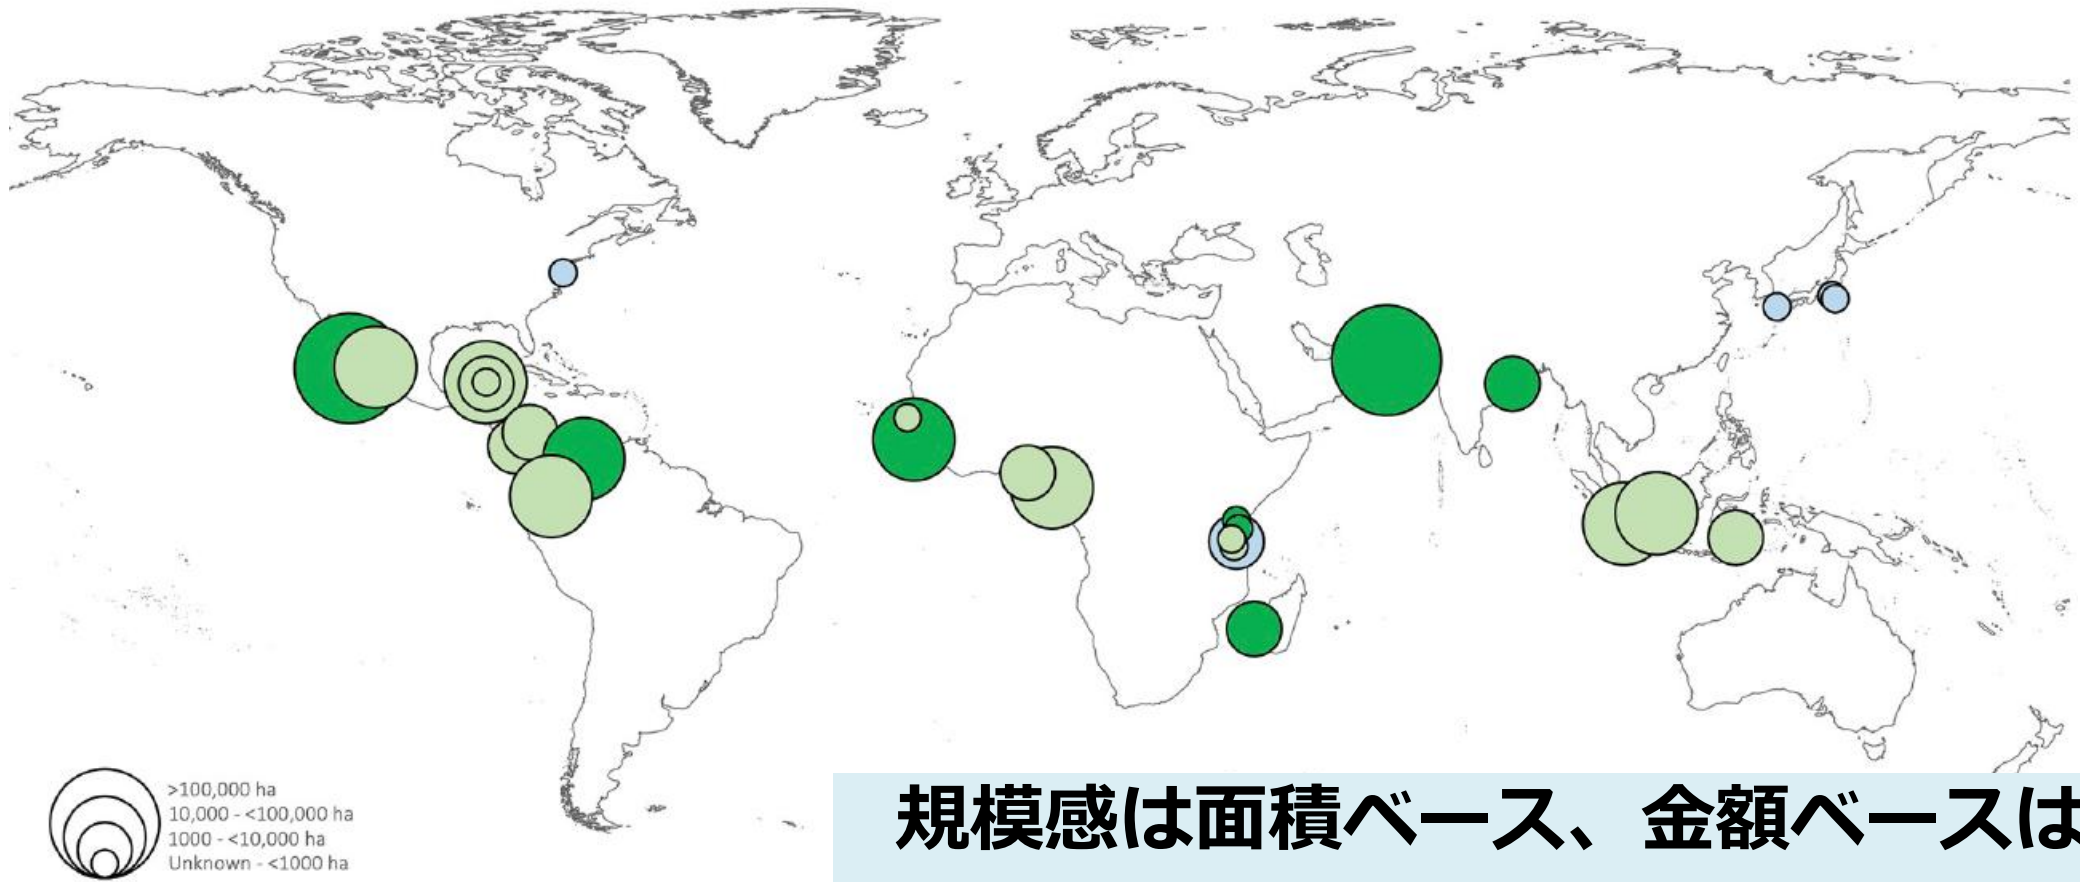 >100,000 ha
10,000 - <100,000 ha
1000 - <10,000 ha
Unknown - <1000 ha
規模感は面積ベース、金額ベースは